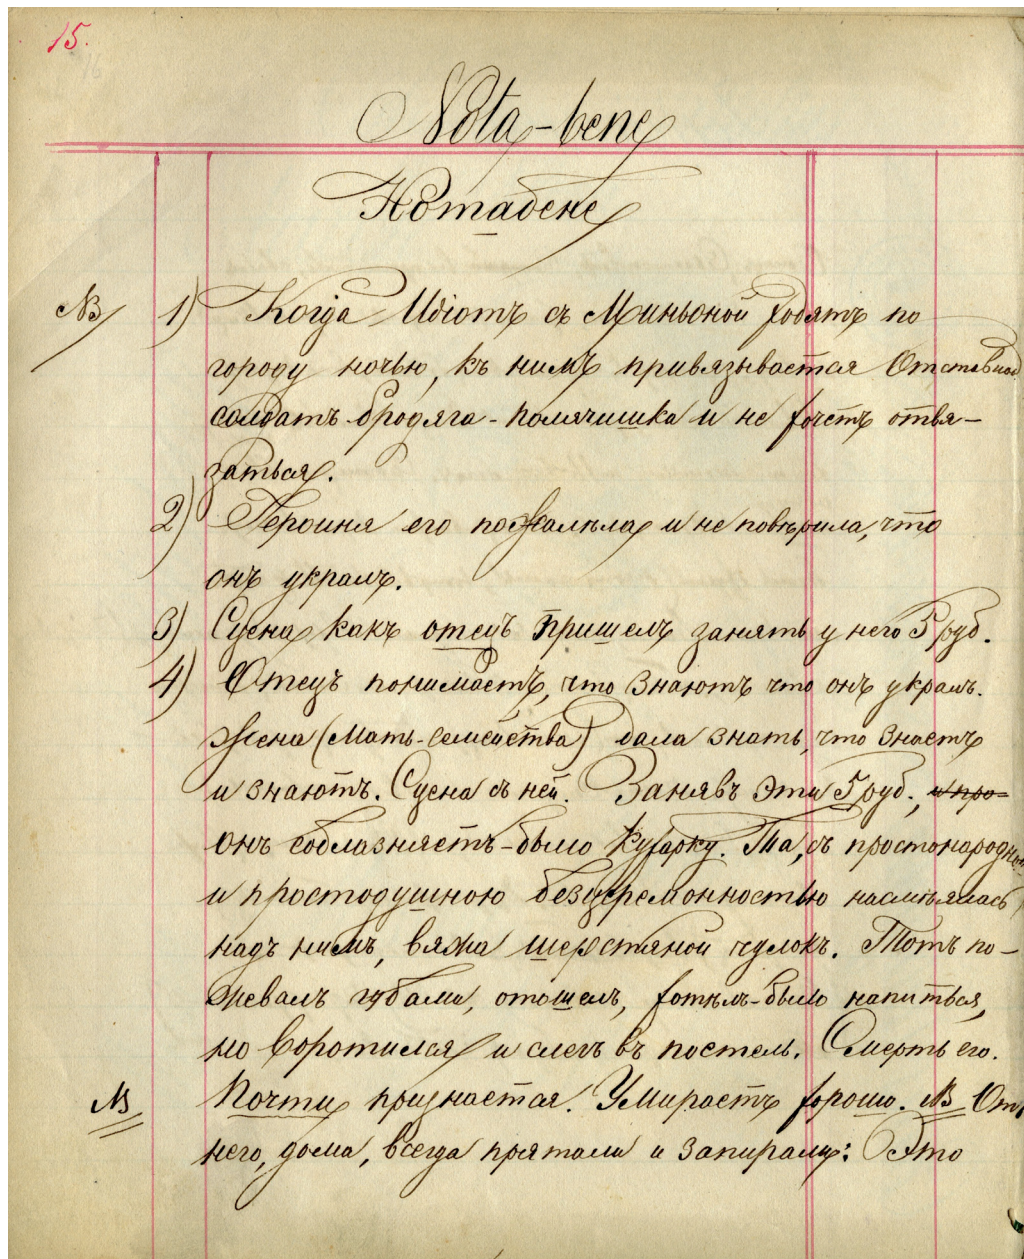 15.
Nota-bene
Нотабене
NB 1) Когда Идіотъ съ Миньоной ходятъ по
городу ночью, къ нимъ привязывается Отставной
солдатъ бродяга-полячишка и не хочетъ отвя-
заться.
2) Героиня его пожалѣла и не повѣрила, что
онъ укралъ.
3) Сцена какъ отецъ пришелъ занять у него 5 руб.
4) Отецъ понимаетъ, что знаютъ что онъ укралъ.
Жена (Мать-семейства) дала знать, что знаетъ
и знаютъ. Сцена съ ней. Занявъ эти 5 руб., и про-
онъ соблазняетъ-было кухарку. Та, съ простонародною
и простодушною безцеремонностью насмѣялась
надъ нимъ, вяжа шерстяной чулокъ. Тотъ по-
жевалъ губами, отошелъ, хотѣлъ-было напиться,
но воротился и слегъ въ постель. Смерть его.
NB Почти признается. Умираетъ хорошо. NB Отъ
него, дома, всегда прятали и запирали: Это